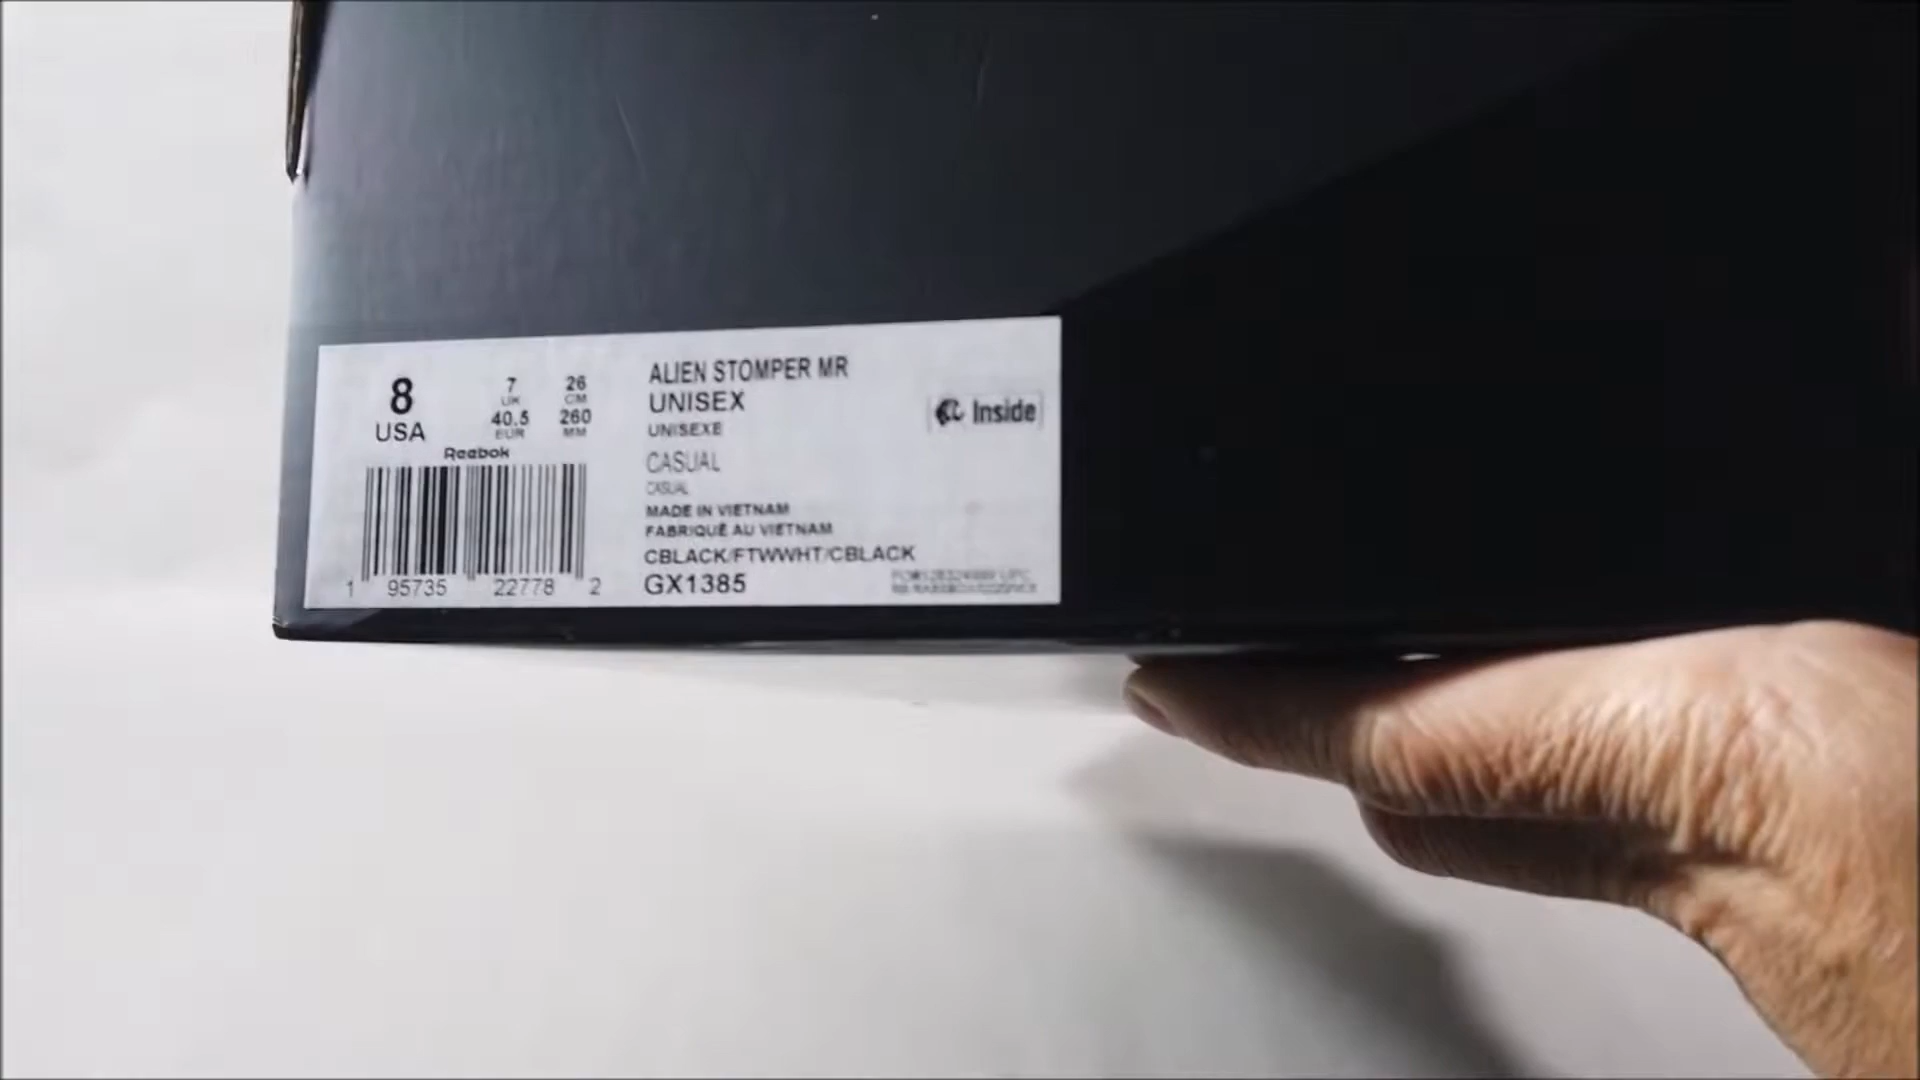 8
USA
7
UK
40.5
EUR
26
CM
260
MM
Reebok
1 95735 22778 2
ALIEN STOMPER MR
UNISEX
UNISEXE
CASUAL
CASUAL
MADE IN VIETNAM
FABRIQUÉ AU VIETNAM
CBLACK/FTWWHT/CBLACK
GX1385
Inside